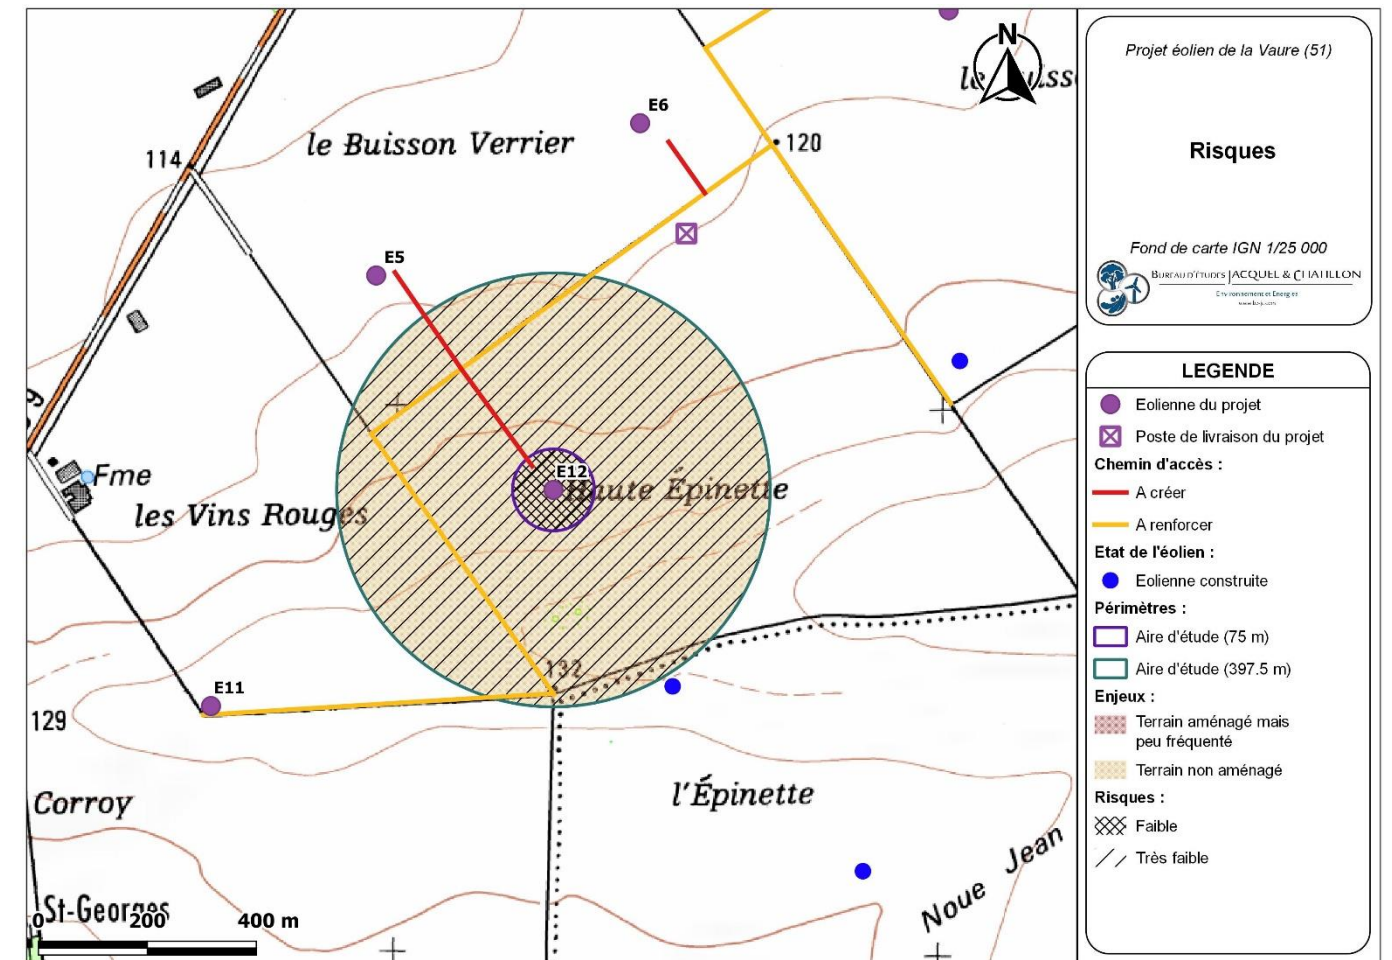 E6
le Buisson Verrier
114
120
N
E5
E12
Haute Épinette
Fme
les Vins Rouges
132
E11
129
l'Épinette
Corroy
Noue Jean
St-Georges
0 200 400 m
Projet éolien de la Vaure (51)
Risques
Fond de carte IGN 1/25 000
BUREAU D'ÉTUDES JACQUEL & CHATILLON
Environnement et Energies
LEGENDE
Eolienne du projet
Poste de livraison du projet
Chemin d'accès :
A créer
A renforcer
Etat de l'éolien :
Eolienne construite
Périmètres :
Aire d'étude (75 m)
Aire d'étude (397.5 m)
Enjeux :
Terrain aménagé mais
peu fréquenté
Terrain non aménagé
Risques :
Faible
Très faible